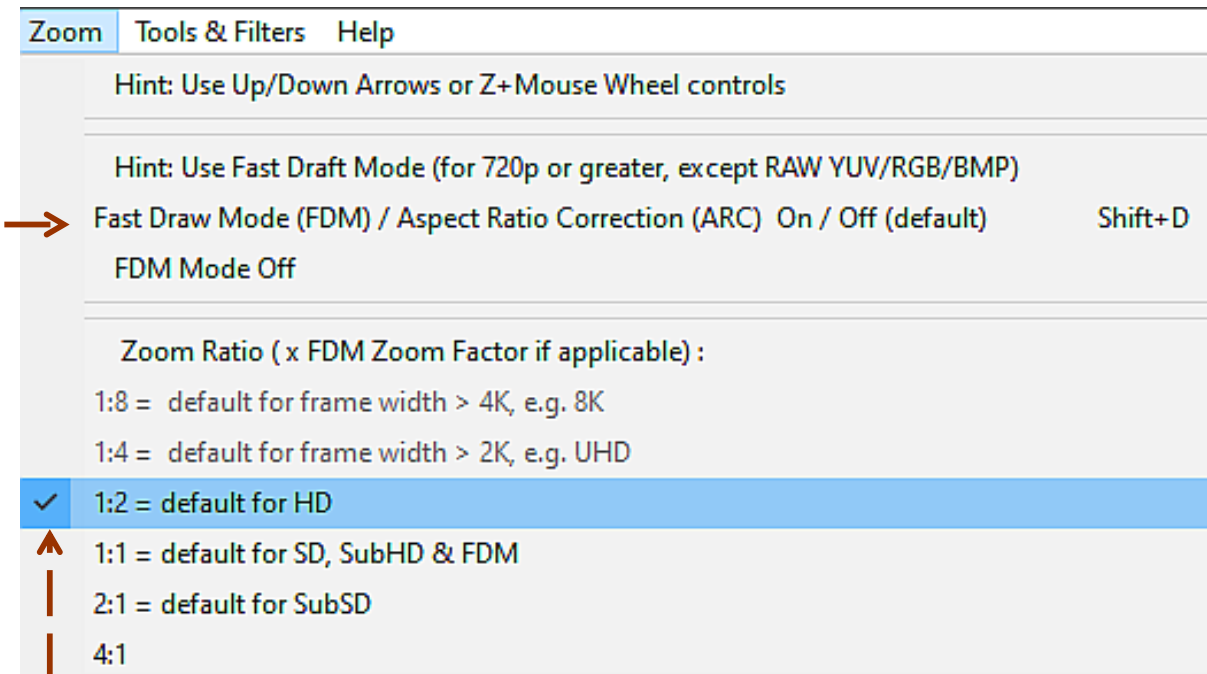 Zoom Tools & Filters Help
Hint: Use Up/Down Arrows or Z+Mouse Wheel controls
Hint: Use Fast Draft Mode (for 720p or greater, except RAW YUV/RGB/BMP)
Fast Draw Mode (FDM) / Aspect Ratio Correction (ARC) On / Off (default) Shift+D
FDM Mode Off
Zoom Ratio ( x FDM Zoom Factor if applicable) :
1:8 = default for frame width > 4K, e.g. 8K
1:4 = default for frame width > 2K, e.g. UHD
1:2 = default for HD
1:1 = default for SD, SubHD & FDM
2:1 = default for SubSD
4:1